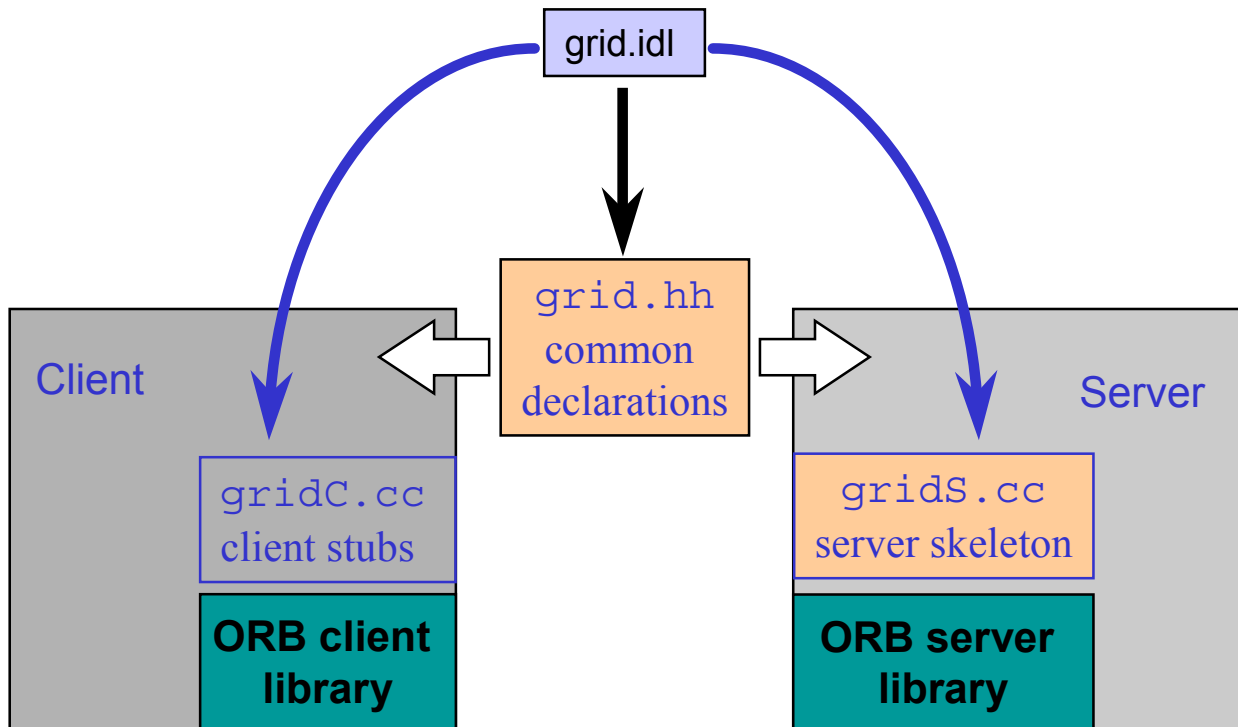 grid.idl
grid.hh
common
declarations
Client
Server
gridC.cc
client stubs
gridS.cc
server skeleton
ORB client
library
ORB server
library